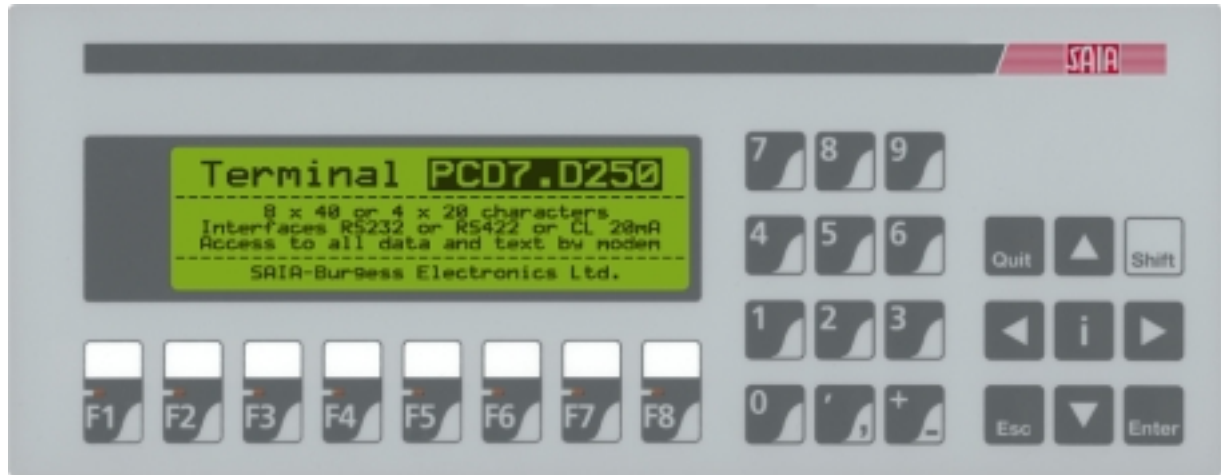 SAIA
Terminal PCD7.D250
8 x 40 or 4 x 20 characters
Interfaces RS232 or RS422 or CL 20mA
Access to all data and text by modem
SAIA-Burgess Electronics Ltd.
7 8 9
4 5 6
Quit Shift
1 2 3
i
F1 F2 F3 F4 F5 F6 F7 F8
0 ' , + -
Esc Enter